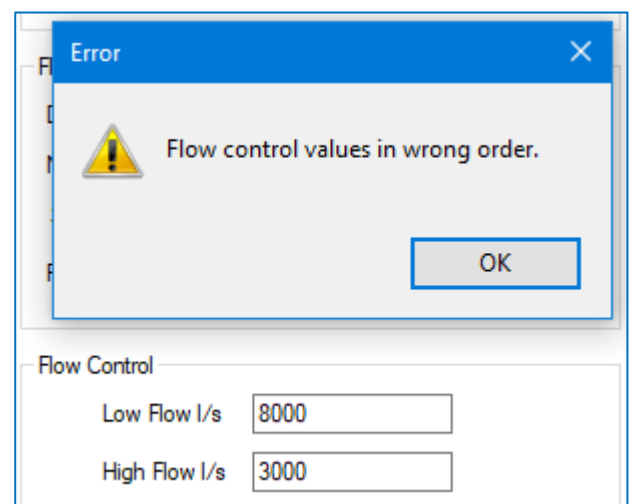 Error
Flow control values in wrong order.
OK
Flow Control
Low Flow l/s 8000
High Flow l/s 3000